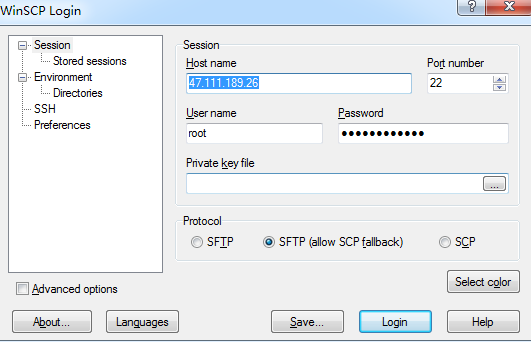 WinSCP Login
Session
Stored sessions
Environment
Directories
SSH
Preferences
Advanced options
Session
Host name
Port number
47.111.189.26
22
User name
Password
root
••••••••••••
Private key file
...
Protocol
SFTP
SFTP (allow SCP fallback)
SCP
Select color
About...
Languages
Save...
Login
Help